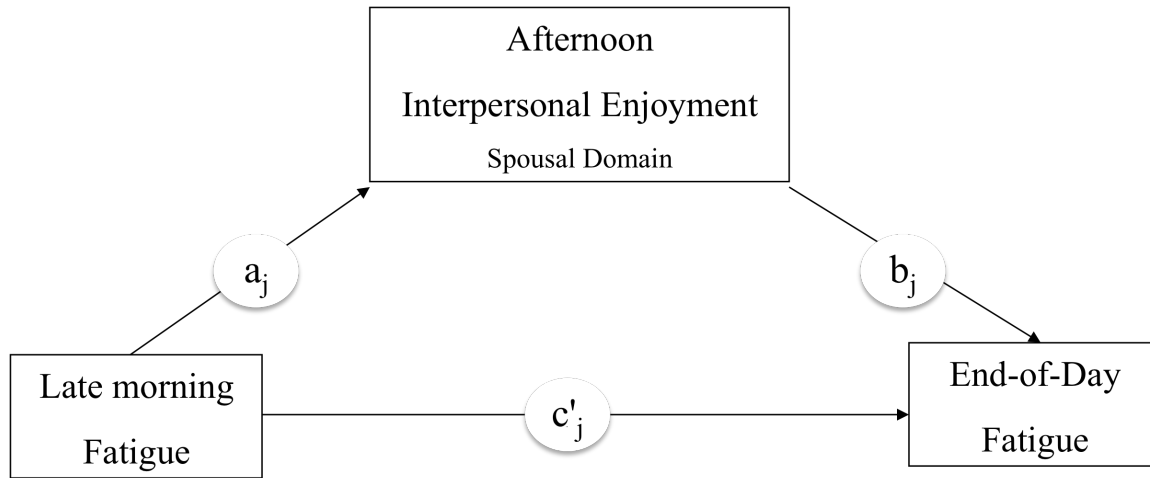 Afternoon
Interpersonal Enjoyment
Spousal Domain
aj
bj
Late morning
Fatigue
c'j
End-of-Day
Fatigue